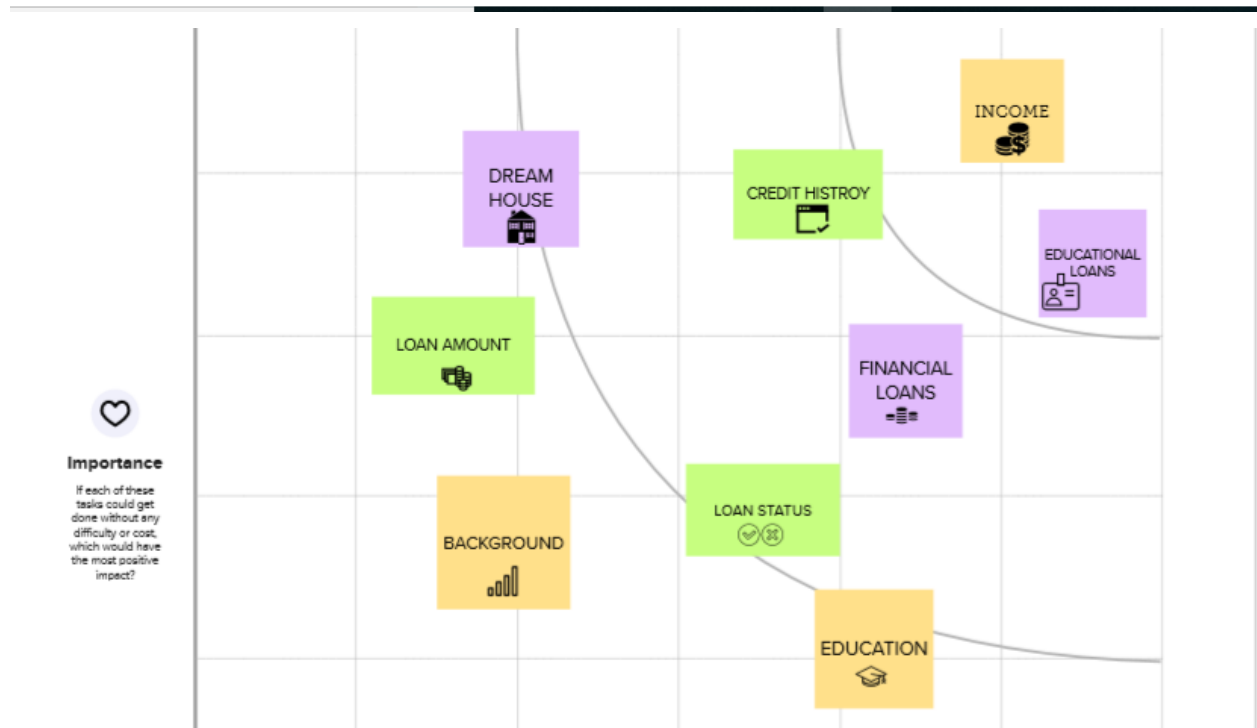 INCOME
DREAM
HOUSE
CREDIT HISTROY
EDUCATIONAL
LOANS
LOAN AMOUNT
FINANCIAL
LOANS
Importance
If each of these
tasks could get
done without any
difficulty or cost,
which would have
the most positive
impact?
LOAN STATUS
BACKGROUND
EDUCATION